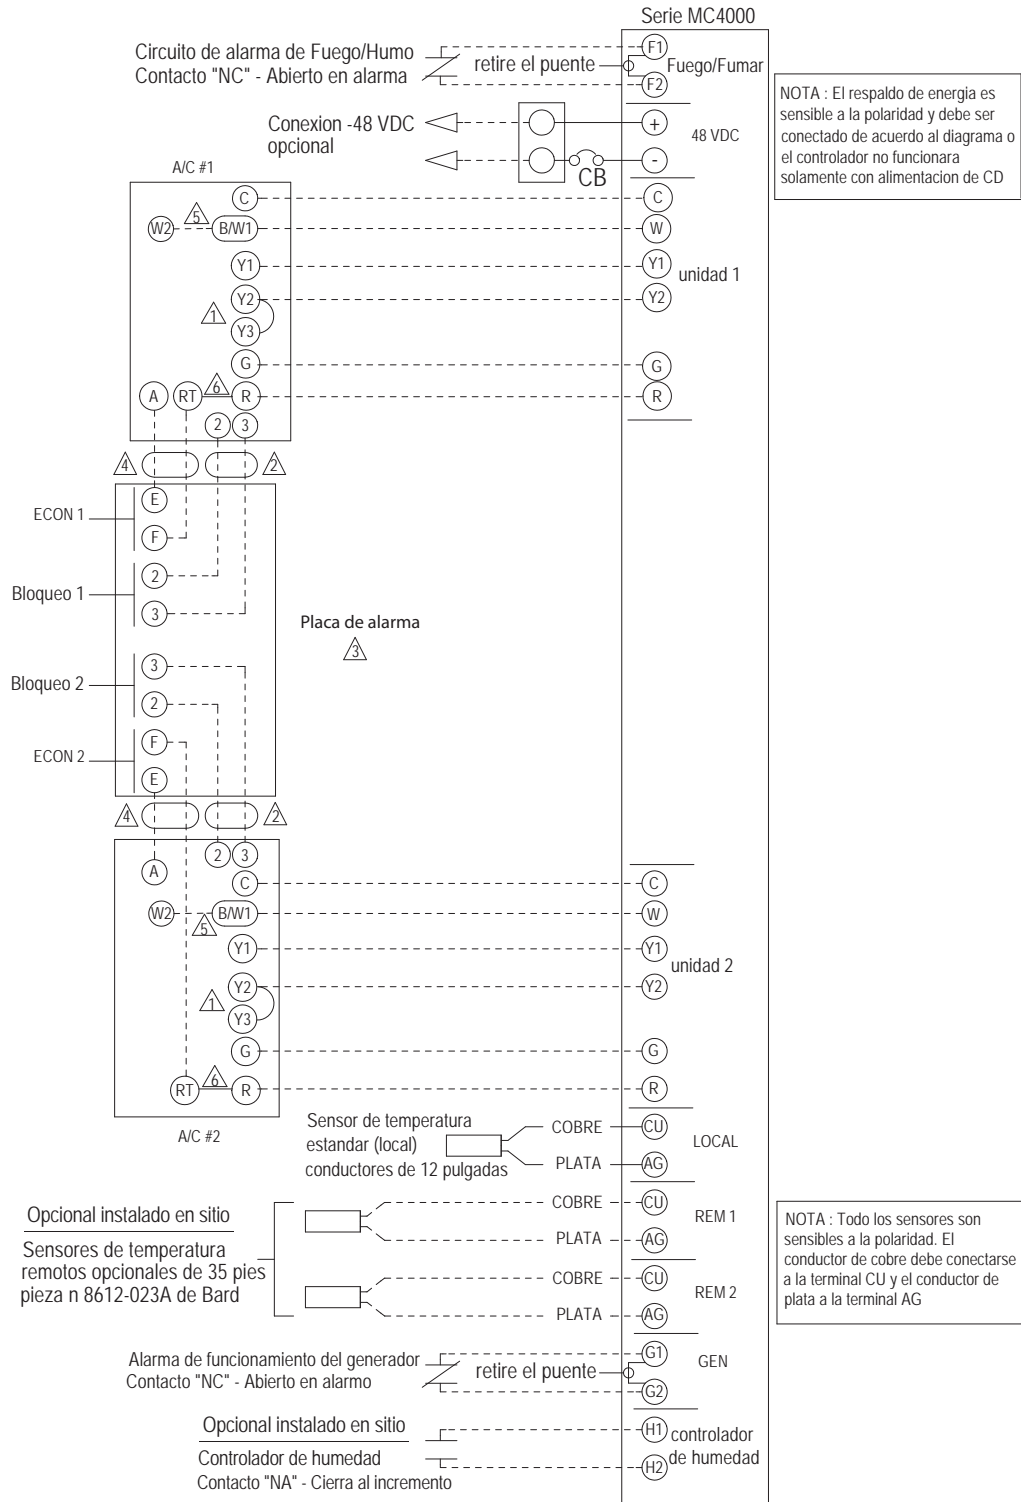 Serie MC4000
Circuito de alarma de Fuego/Humo
Contacto "NC" - Abierto en alarma
retire el puente
F1
Fuego/Fumar
F2
NOTA : El respaldo de energia es
sensible a la polaridad y debe ser
conectado de acuerdo al diagrama o
el controlador no funcionara
solamente con alimentacion de CD
Conexion -48 VDC
opcional
+
48 VDC
-
CB
A/C #1
C
C
W2
5
B/W1
W
Y1
Y1
unidad 1
Y2
Y2
1
Y3
G
G
A
RT
6
R
R
2
3
4
2
ECON 1
E
F
Bloqueo 1
2
3
Placa de alarma
3
Bloqueo 2
3
2
ECON 2
F
E
4
2
2
3
A
C
C
W2
5
B/W1
W
Y1
Y1
unidad 2
Y2
Y2
1
Y3
G
G
RT
6
R
R
A/C #2
Sensor de temperatura
estandar (local)
conductores de 12 pulgadas
COBRE
CU
LOCAL
PLATA
AG
Opcional instalado en sitio
Sensores de temperatura
remotos opcionales de 35 pies
pieza n 8612-023A de Bard
COBRE
CU
REM 1
PLATA
AG
COBRE
CU
REM 2
PLATA
AG
NOTA : Todo los sensores son
sensibles a la polaridad. El
conductor de cobre debe conectarse
a la terminal CU y el conductor de
plata a la terminal AG
Alarma de funcionamiento del generador
Contacto "NC" - Abierto en alarmo
retire el puente
G1
GEN
G2
Opcional instalado en sitio
Controlador de humedad
Contacto "NA" - Cierra al incremento
H1
controlador
de humedad
H2